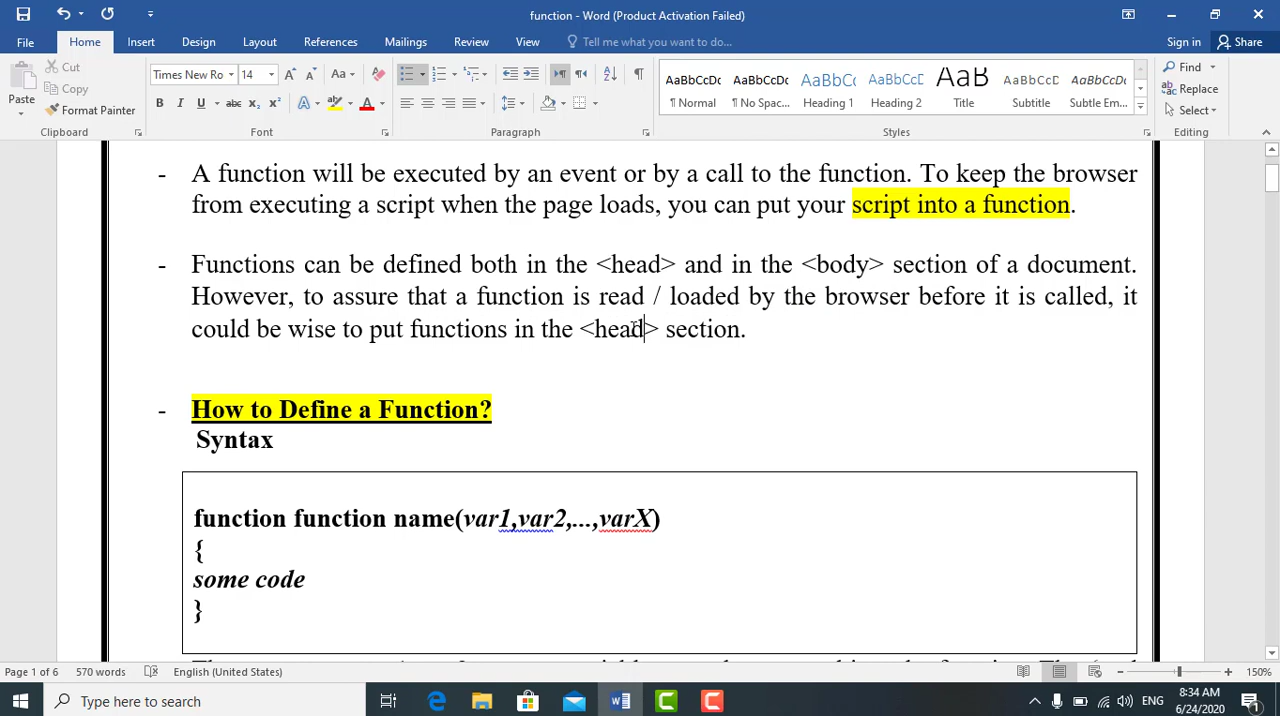 function - Word (Product Activation Failed)
File Home Insert Design Layout References Mailings Review View Tell me what you want to do... Sign in Share
Cut
Copy
Format Painter
Paste
Clipboard
Times New Ro 14
Font
Paragraph
AaBbCcDc AaBbCcDc AaBbCc AaBbCcD AaB AaBbCcD AaBbCcDc
¶ Normal ¶ No Spac... Heading 1 Heading 2 Title Subtitle Subtle Em...
Styles
Find
Replace
Select
Editing
- A function will be executed by an event or by a call to the function. To keep the browser
from executing a script when the page loads, you can put your script into a function.
- Functions can be defined both in the <head> and in the <body> section of a document.
However, to assure that a function is read / loaded by the browser before it is called, it
could be wise to put functions in the <head> section.
- How to Define a Function?
Syntax
function function name(var1,var2,...,varX)
{
some code
}
Page 1 of 6 570 words English (United States) 150%
Type here to search
ENG
8:34 AM
6/24/2020